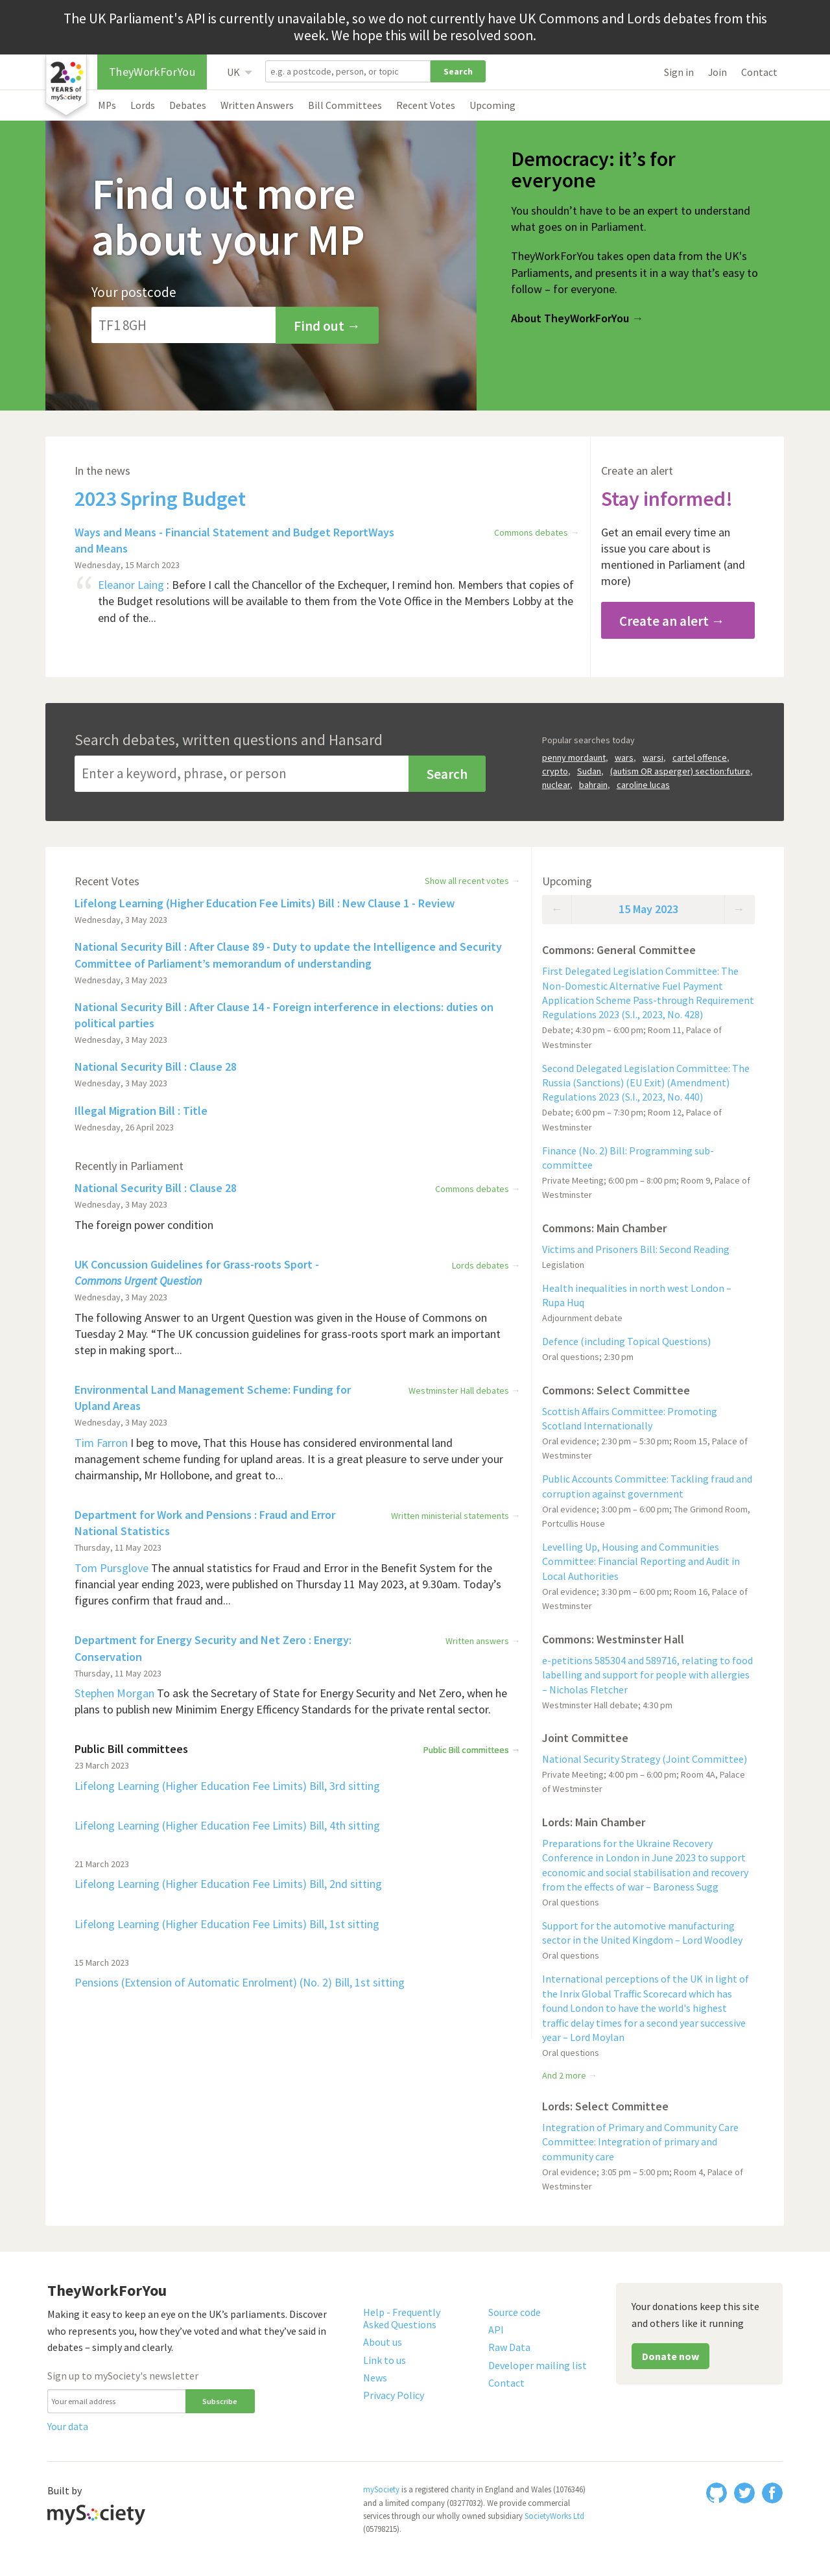 The UK Parliament's API is currently unavailable, so we do not currently have UK Commons and Lords debates from this
week. We hope this will be resolved soon.
20
YEARS of
mySociety
TheyWorkForYou
UK
e.g. a postcode, person, or topic
Search
Sign in
Join
Contact
MPs
Lords
Debates
Written Answers
Bill Committees
Recent Votes
Upcoming
Find out more
about your MP
Your postcode
TF1 8GH
Find out →
Democracy: it’s for
everyone
You shouldn’t have to be an expert to understand
what goes on in Parliament.
TheyWorkForYou takes open data from the UK's
Parliaments, and presents it in a way that’s easy to
follow – for everyone.
About TheyWorkForYou →
In the news
2023 Spring Budget
Ways and Means - Financial Statement and Budget ReportWays
and Means
Commons debates →
Wednesday, 15 March 2023
“ Eleanor Laing : Before I call the Chancellor of the Exchequer, I remind hon. Members that copies of
the Budget resolutions will be available to them from the Vote Office in the Members Lobby at the
end of the...
Create an alert
Stay informed!
Get an email every time an
issue you care about is
mentioned in Parliament (and
more)
Create an alert →
Search debates, written questions and Hansard
Enter a keyword, phrase, or person
Search
Popular searches today
penny mordaunt, wars, warsi, cartel offence,
crypto, Sudan, (autism OR asperger) section:future,
nuclear, bahrain, caroline lucas
Recent Votes
Show all recent votes →
Lifelong Learning (Higher Education Fee Limits) Bill : New Clause 1 - Review
Wednesday, 3 May 2023
National Security Bill : After Clause 89 - Duty to update the Intelligence and Security
Committee of Parliament’s memorandum of understanding
Wednesday, 3 May 2023
National Security Bill : After Clause 14 - Foreign interference in elections: duties on
political parties
Wednesday, 3 May 2023
National Security Bill : Clause 28
Wednesday, 3 May 2023
Illegal Migration Bill : Title
Wednesday, 26 April 2023
Recently in Parliament
National Security Bill : Clause 28
Commons debates →
Wednesday, 3 May 2023
The foreign power condition
UK Concussion Guidelines for Grass-roots Sport -
Commons Urgent Question
Lords debates →
Wednesday, 3 May 2023
The following Answer to an Urgent Question was given in the House of Commons on
Tuesday 2 May. “The UK concussion guidelines for grass-roots sport mark an important
step in making sport...
Environmental Land Management Scheme: Funding for
Upland Areas
Westminster Hall debates →
Wednesday, 3 May 2023
Tim Farron I beg to move, That this House has considered environmental land
management scheme funding for upland areas. It is a great pleasure to serve under your
chairmanship, Mr Hollobone, and great to...
Department for Work and Pensions : Fraud and Error
National Statistics
Written ministerial statements →
Thursday, 11 May 2023
Tom Pursglove The annual statistics for Fraud and Error in the Benefit System for the
financial year ending 2023, were published on Thursday 11 May 2023, at 9.30am. Today’s
figures confirm that fraud and...
Department for Energy Security and Net Zero : Energy:
Conservation
Written answers →
Thursday, 11 May 2023
Stephen Morgan To ask the Secretary of State for Energy Security and Net Zero, when he
plans to publish new Minimim Energy Efficency Standards for the private rental sector.
Public Bill committees
Public Bill committees →
23 March 2023
Lifelong Learning (Higher Education Fee Limits) Bill, 3rd sitting
Lifelong Learning (Higher Education Fee Limits) Bill, 4th sitting
21 March 2023
Lifelong Learning (Higher Education Fee Limits) Bill, 2nd sitting
Lifelong Learning (Higher Education Fee Limits) Bill, 1st sitting
15 March 2023
Pensions (Extension of Automatic Enrolment) (No. 2) Bill, 1st sitting
Upcoming
← 15 May 2023 →
Commons: General Committee
First Delegated Legislation Committee: The
Non-Domestic Alternative Fuel Payment
Application Scheme Pass-through Requirement
Regulations 2023 (S.I., 2023, No. 428)
Debate; 4:30 pm – 6:00 pm; Room 11, Palace of
Westminster
Second Delegated Legislation Committee: The
Russia (Sanctions) (EU Exit) (Amendment)
Regulations 2023 (S.I., 2023, No. 440)
Debate; 6:00 pm – 7:30 pm; Room 12, Palace of
Westminster
Finance (No. 2) Bill: Programming sub-
committee
Private Meeting; 6:00 pm – 8:00 pm; Room 9, Palace of
Westminster
Commons: Main Chamber
Victims and Prisoners Bill: Second Reading
Legislation
Health inequalities in north west London –
Rupa Huq
Adjournment debate
Defence (including Topical Questions)
Oral questions; 2:30 pm
Commons: Select Committee
Scottish Affairs Committee: Promoting
Scotland Internationally
Oral evidence; 2:30 pm – 5:30 pm; Room 15, Palace of
Westminster
Public Accounts Committee: Tackling fraud and
corruption against government
Oral evidence; 3:00 pm – 6:00 pm; The Grimond Room,
Portcullis House
Levelling Up, Housing and Communities
Committee: Financial Reporting and Audit in
Local Authorities
Oral evidence; 3:30 pm – 6:00 pm; Room 16, Palace of
Westminster
Commons: Westminster Hall
e-petitions 585304 and 589716, relating to food
labelling and support for people with allergies
– Nicholas Fletcher
Westminster Hall debate; 4:30 pm
Joint Committee
National Security Strategy (Joint Committee)
Private Meeting; 4:00 pm – 6:00 pm; Room 4A, Palace
of Westminster
Lords: Main Chamber
Preparations for the Ukraine Recovery
Conference in London in June 2023 to support
economic and social stabilisation and recovery
from the effects of war – Baroness Sugg
Oral questions
Support for the automotive manufacturing
sector in the United Kingdom – Lord Woodley
Oral questions
International perceptions of the UK in light of
the Inrix Global Traffic Scorecard which has
found London to have the world's highest
traffic delay times for a second year successive
year – Lord Moylan
Oral questions
And 2 more →
Lords: Select Committee
Integration of Primary and Community Care
Committee: Integration of primary and
community care
Oral evidence; 3:05 pm – 5:00 pm; Room 4, Palace of
Westminster
TheyWorkForYou
Making it easy to keep an eye on the UK’s parliaments. Discover
who represents you, how they’ve voted and what they’ve said in
debates – simply and clearly.
Sign up to mySociety's newsletter
Your email address
Subscribe
Your data
Help - Frequently
Asked Questions
About us
Link to us
News
Privacy Policy
Source code
API
Raw Data
Developer mailing list
Contact
Your donations keep this site
and others like it running
Donate now
Built by
mySociety
mySociety is a registered charity in England and Wales (1076346)
and a limited company (03277032). We provide commercial
services through our wholly owned subsidiary SocietyWorks Ltd
(05798215).